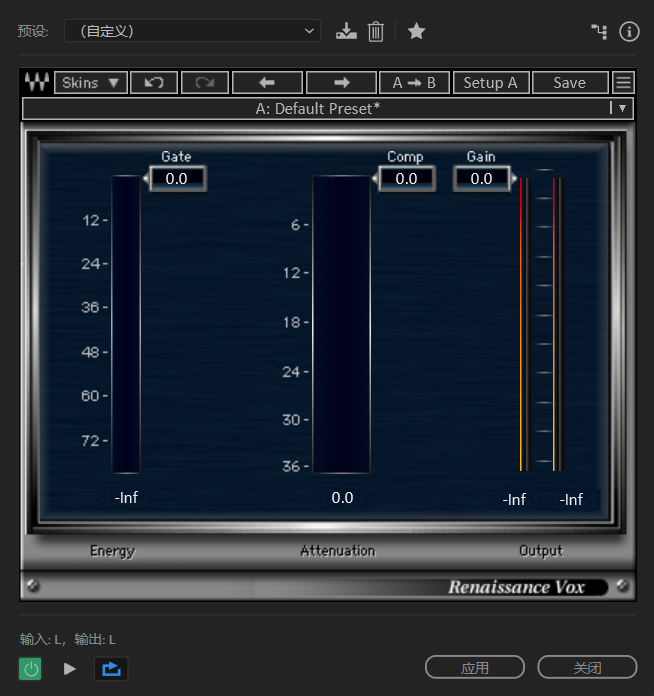 预设: (自定义)
Skins A B Setup A Save
A: Default Preset*
Gate Comp Gain
0.0 0.0 0.0
12 6
24 12
36 18
48 24
60 30
72 36
-Inf 0.0 -Inf -Inf
Energy Attenuation Output
Renaissance Vox
输入: L, 输出: L
应用 关闭